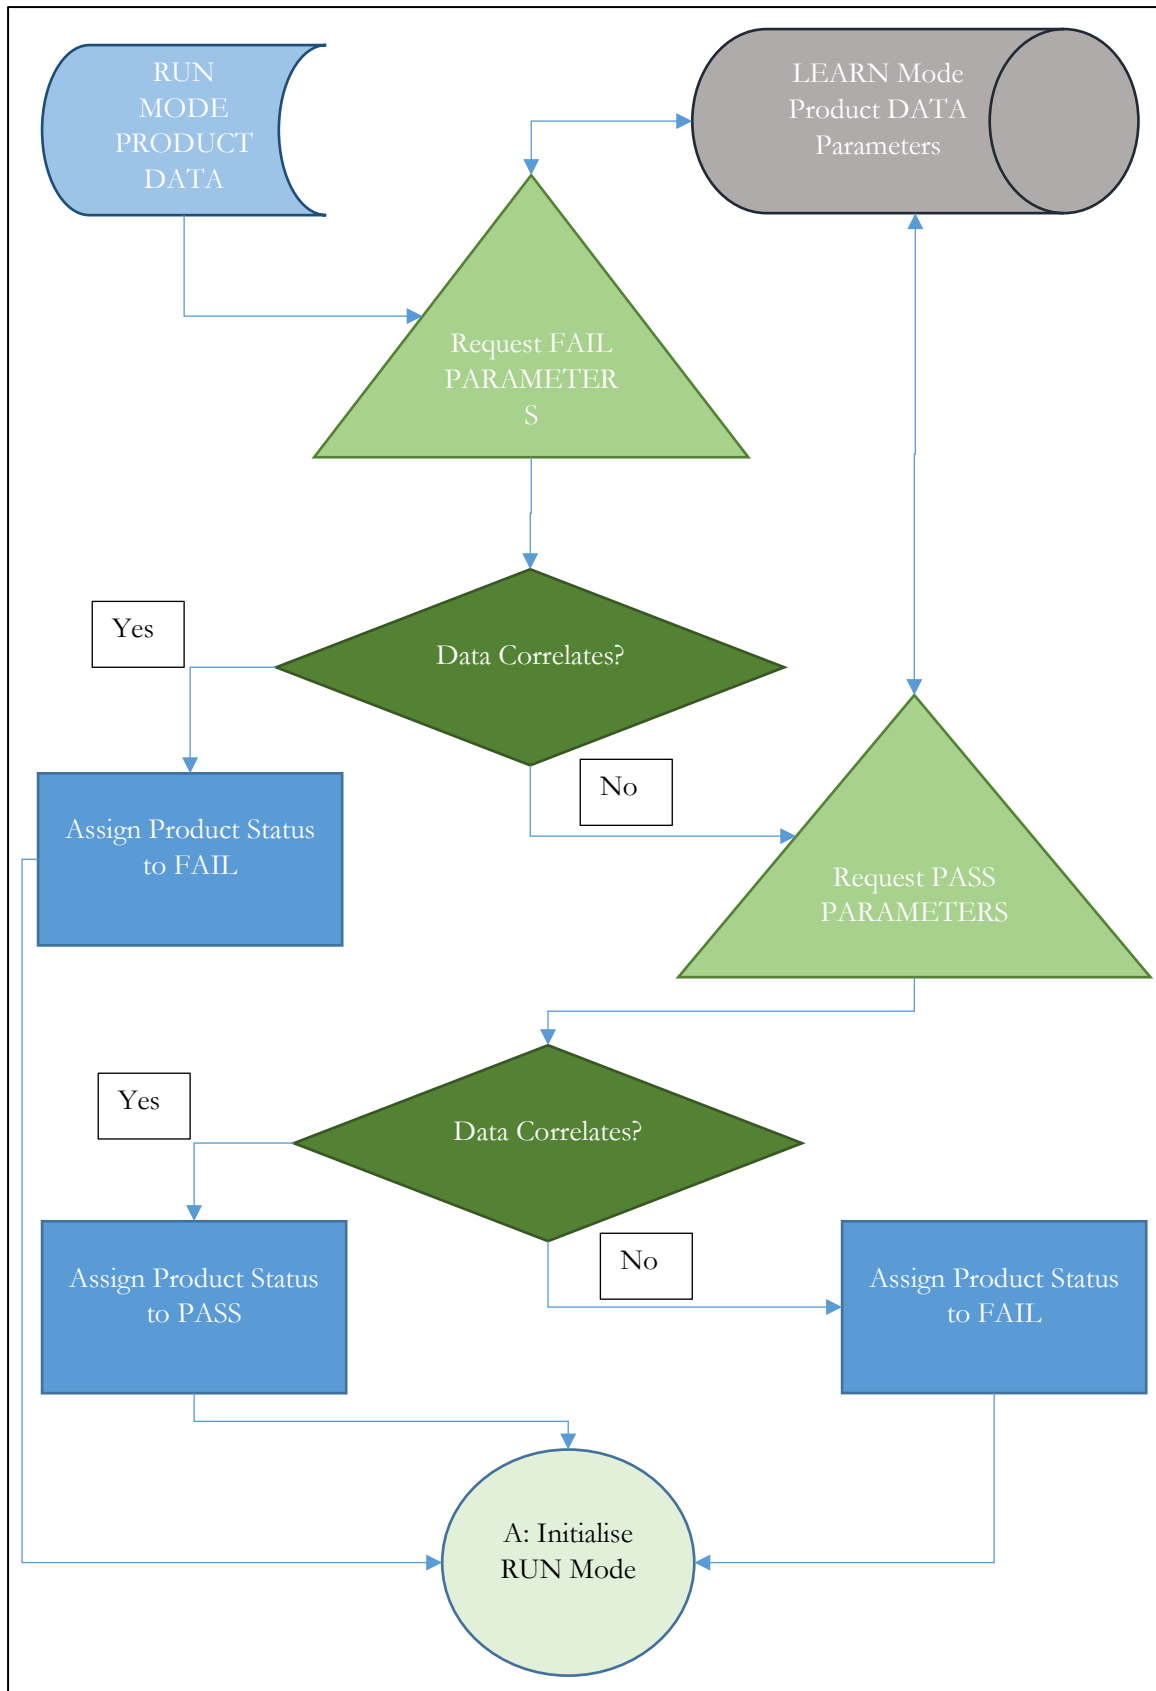 RUN
MODE
PRODUCT
DATA
LEARN Mode
Product DATA
Parameters
Request FAIL
PARAMETER
S
Yes
Data Correlates?
No
Assign Product Status
to FAIL
Request PASS
PARAMETERS
Yes
Data Correlates?
No
Assign Product Status
to PASS
Assign Product Status
to FAIL
A: Initialise
RUN Mode